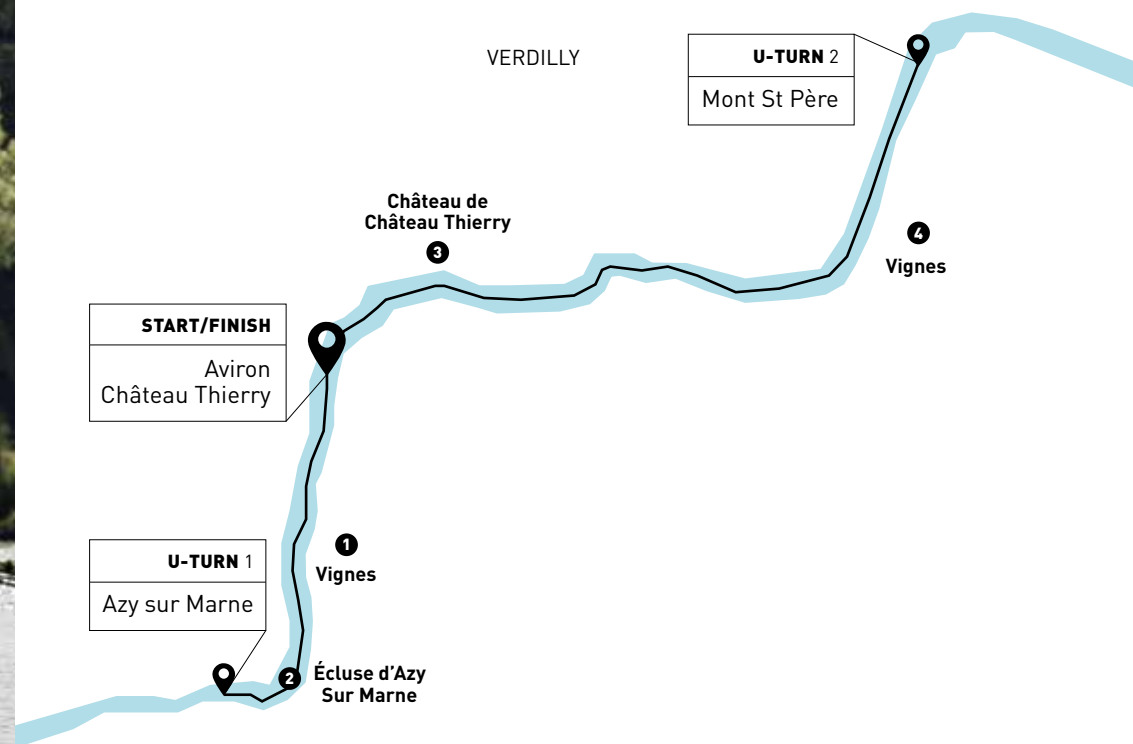 VERDILLY
U-TURN 2
Mont St Père
Château de
Château Thierry
3
4
Vignes
START/FINISH
Aviron
Château Thierry
1
Vignes
U-TURN 1
Azy sur Marne
2
Écluse d’Azy
Sur Marne